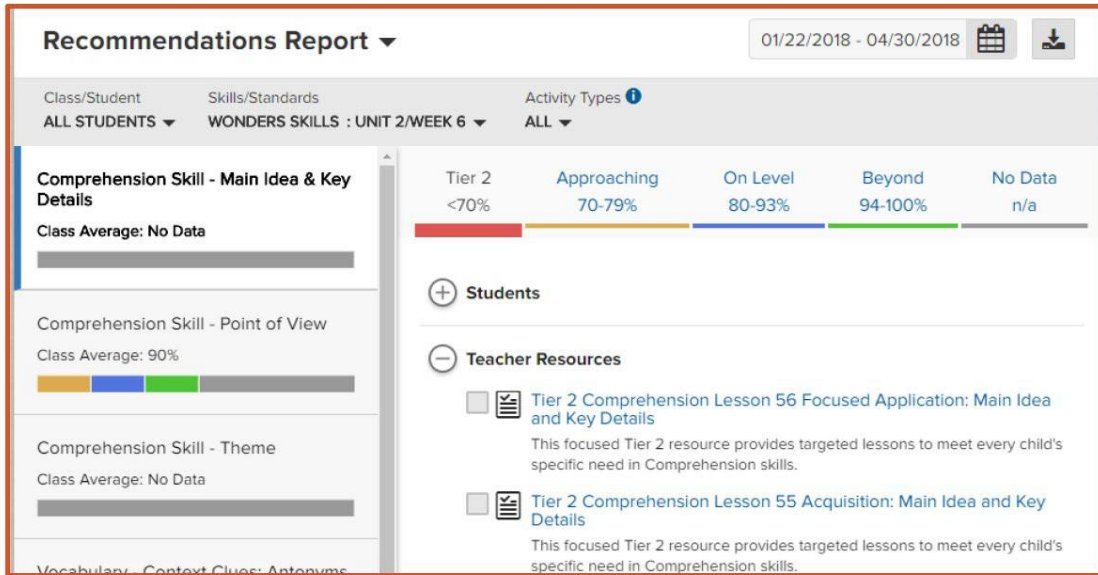 Recommendations Report
01/22/2018 - 04/30/2018
Class/Student
Skills/Standards
Activity Types
ALL STUDENTS
WONDERS SKILLS : UNIT 2/WEEK 6
ALL
Comprehension Skill - Main Idea & Key
Details
Class Average: No Data
Comprehension Skill - Point of View
Class Average: 90%
Comprehension Skill - Theme
Class Average: No Data
Vocabulary - Context Clues: Antonyms
Tier 2
Approaching
On Level
Beyond
No Data
<70%
70-79%
80-93%
94-100%
n/a
Students
Teacher Resources
Tier 2 Comprehension Lesson 56 Focused Application: Main Idea
and Key Details
This focused Tier 2 resource provides targeted lessons to meet every child's
specific need in Comprehension skills.
Tier 2 Comprehension Lesson 55 Acquisition: Main Idea and Key
Details
This focused Tier 2 resource provides targeted lessons to meet every child's
specific need in Comprehension skills.